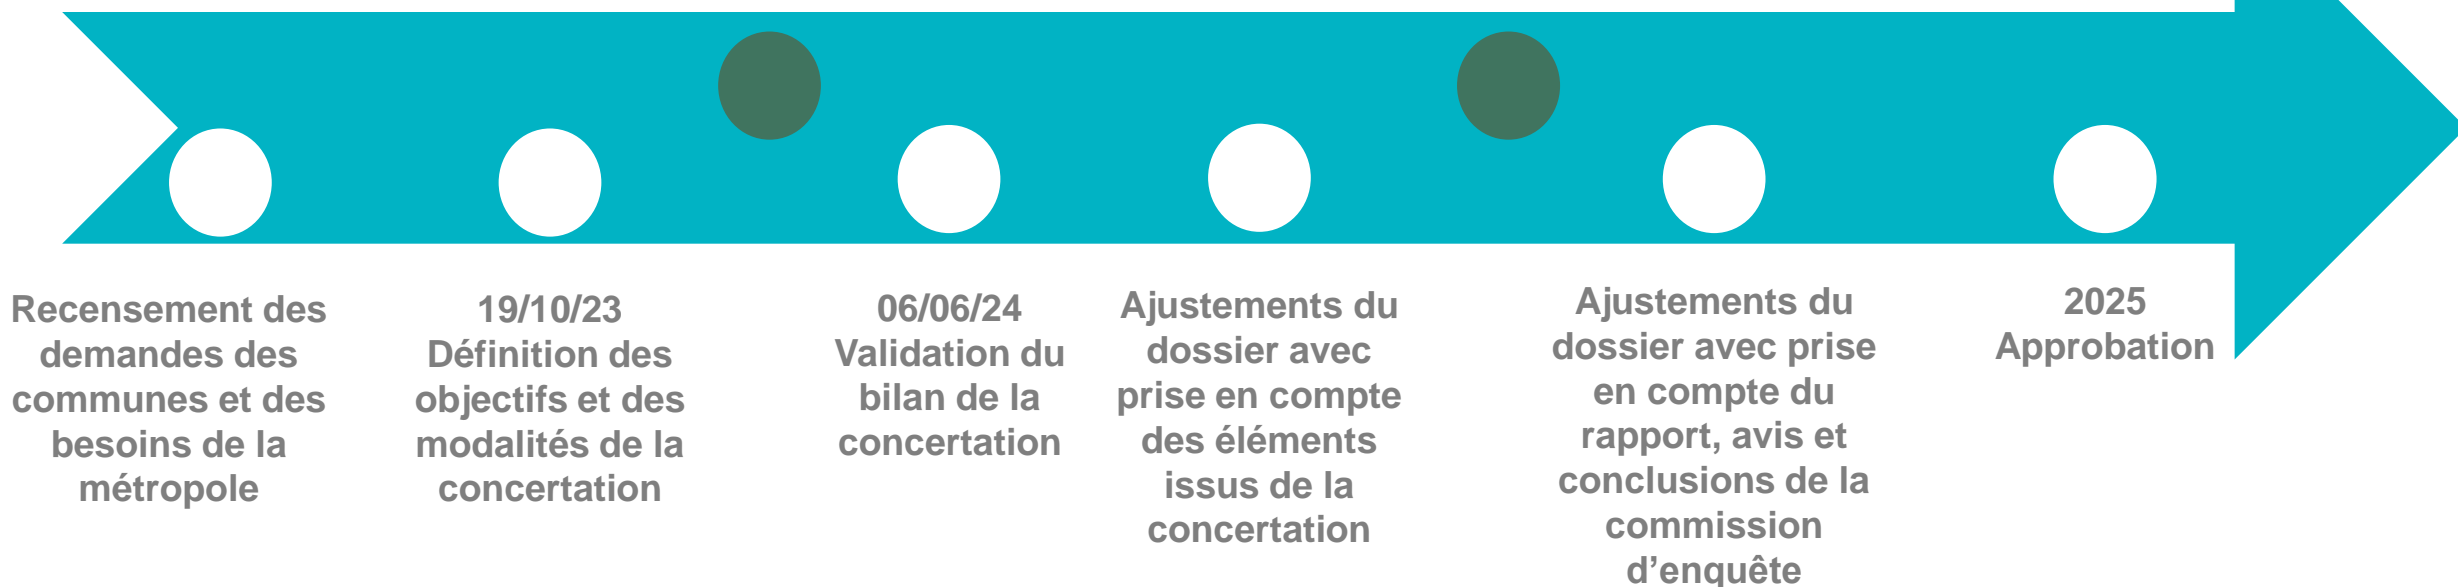 Recensement des
demandes des
communes et des
besoins de la
métropole
19/10/23
Définition des
objectifs et des
modalités de la
concertation
06/06/24
Validation du
bilan de la
concertation
Ajustements du
dossier avec
prise en compte
des éléments
issus de la
concertation
Ajustements du
dossier avec prise
en compte du
rapport, avis et
conclusions de la
commission
d’enquête
2025
Approbation